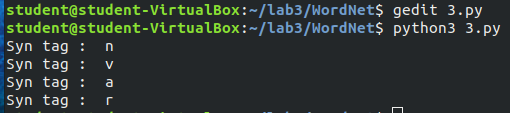 student@student-VirtualBox:~/lab3/WordNet$ gedit 3.py
student@student-VirtualBox:~/lab3/WordNet$ python3 3.py
Syn tag :  n
Syn tag :  v
Syn tag :  a
Syn tag :  r